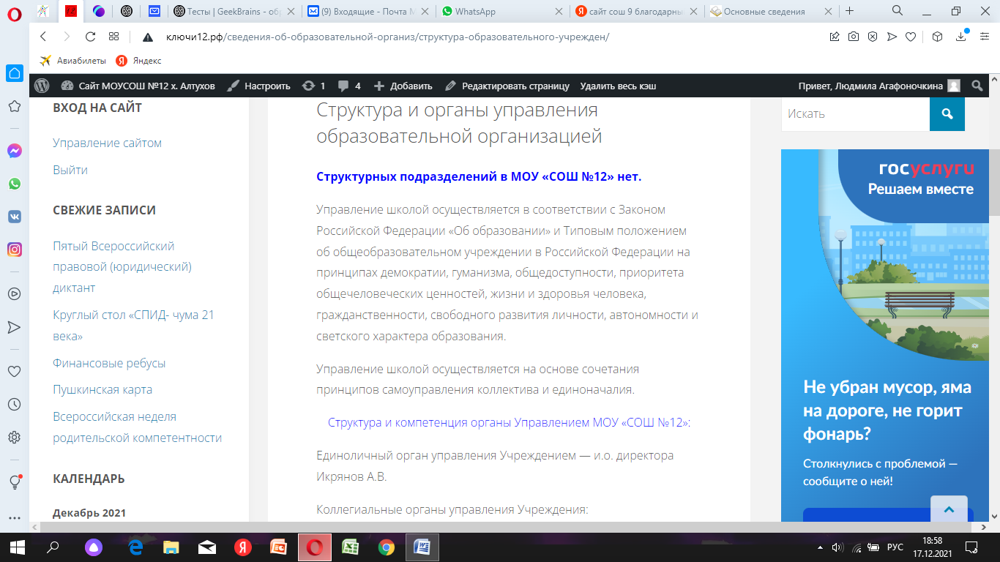 Тесты | GeekBrains - обр
(9) Входящие - Почта M
WhatsApp
сайт сош 9 благодарны
Основные сведения
ключи12.рф/сведения-об-образовательной-организ/структура-образовательного-учрежден/
Авиабилеты
Яндекс
Сайт МОУСОШ №12 х. Алтухов
Настроить
1
4
Добавить
Редактировать страницу
Удалить весь кэш
Привет, Людмила Агафоночкина
ВХОД НА САЙТ
Управление сайтом
Выйти
СВЕЖИЕ ЗАПИСИ
Пятый Всероссийский
правовой (юридический)
диктант
Круглый стол «СПИД- чума 21
века»
Финансовые ребусы
Пушкинская карта
Всероссийская неделя
родительской компетентности
КАЛЕНДАРЬ
Декабрь 2021
Структура и органы управления
образовательной организацией
Структурных подразделений в МОУ «СОШ №12» нет.
Управление школой осуществляется в соответствии с Законом
Российской Федерации «Об образовании» и Типовым положением
об общеобразовательном учреждении в Российской Федерации на
принципах демократии, гуманизма, общедоступности, приоритета
общечеловеческих ценностей, жизни и здоровья человека,
гражданственности, свободного развития личности, автономности и
светского характера образования.
Управление школой осуществляется на основе сочетания
принципов самоуправления коллектива и единоначалия.
Структура и компетенция органы Управлением МОУ «СОШ №12»:
Единоличный орган управления Учреждением — и.о. директора
Икрянов А.В.
Коллегиальные органы управления Учреждения:
Искать
госуслуги
Решаем вместе
Не убран мусор, яма
на дороге, не горит
фонарь?
Столкнулись с проблемой —
сообщите о ней!
РУС
18:58
17.12.2021